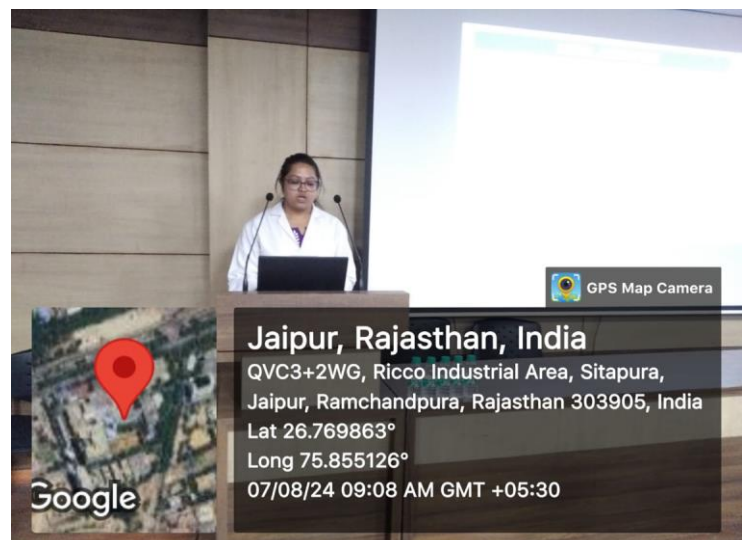 GPS Map Camera
Jaipur, Rajasthan, India
QVC3+2WG, Ricco Industrial Area, Sitapura,
Jaipur, Ramchandpura, Rajasthan 303905, India
Lat 26.769863°
Long 75.855126°
07/08/24 09:08 AM GMT +05:30
Google